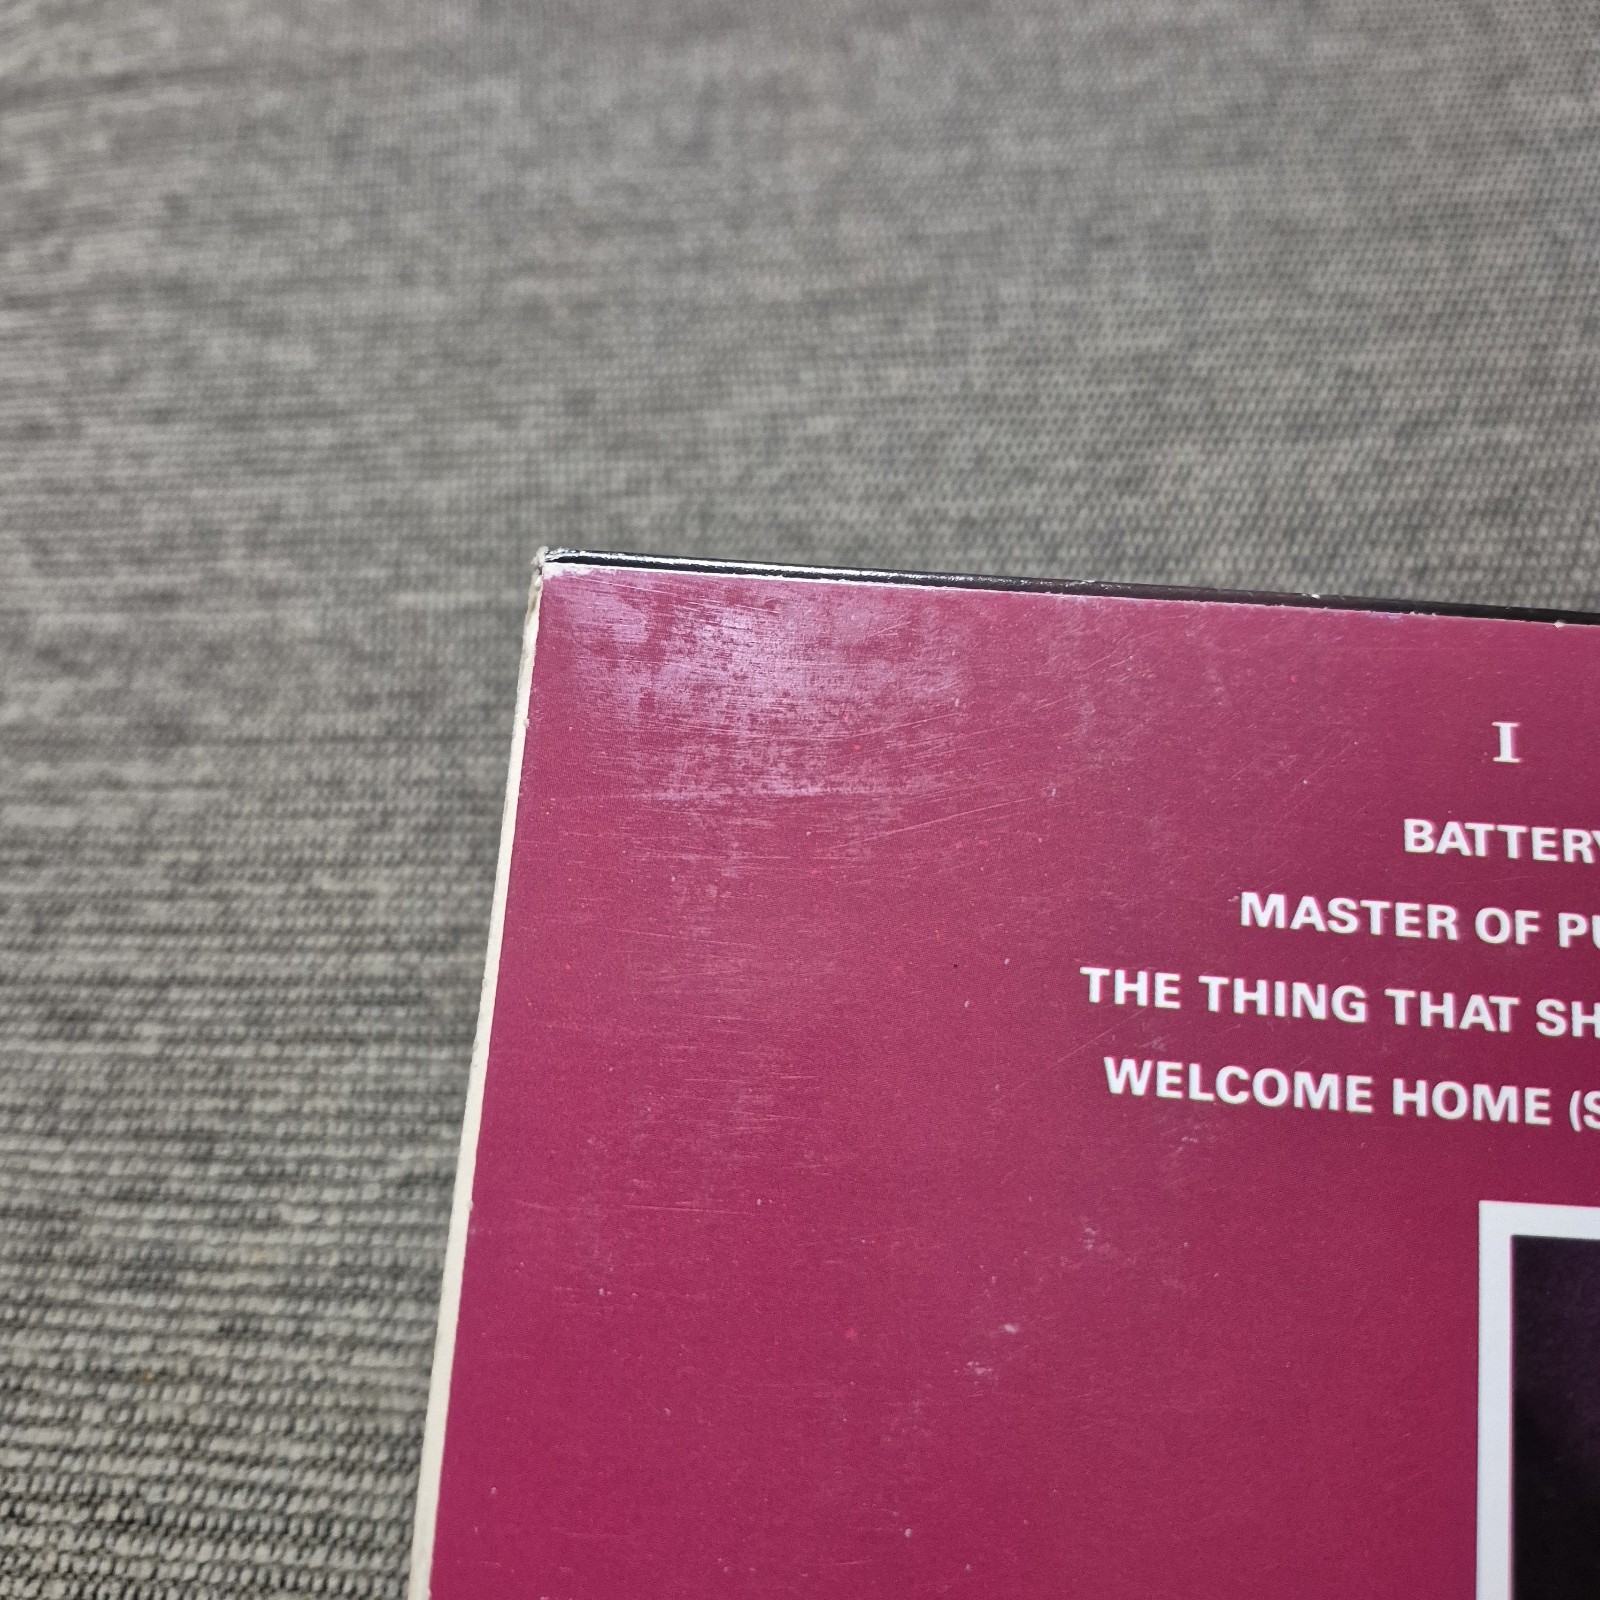 I
BATTERY
MASTER OF PU
THE THING THAT SH
WELCOME HOME (S